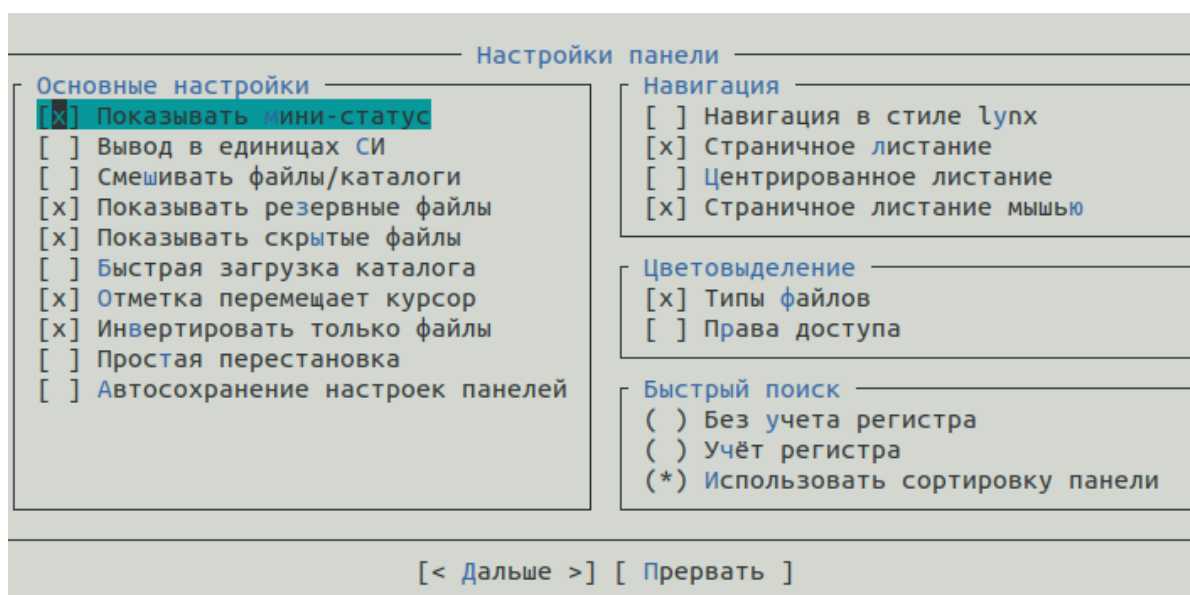 Настройки панели
Основные настройки
[x] Показывать мини-статус
[ ] Вывод в единицах СИ
[ ] Смешивать файлы/каталоги
[x] Показывать резервные файлы
[x] Показывать скрытые файлы
[ ] Быстрая загрузка каталога
[x] Отметка перемещает курсор
[x] Инвертировать только файлы
[ ] Простая перестановка
[ ] Автосохранение настроек панелей
Навигация
[ ] Навигация в стиле lynx
[x] Страничное листание
[ ] Центрированное листание
[x] Страничное листание мышью
Цветовыделение
[x] Типы файлов
[ ] Права доступа
Быстрый поиск
( ) Без учета регистра
( ) Учёт регистра
(*) Использовать сортировку панели
[< Дальше >] [ Прервать ]